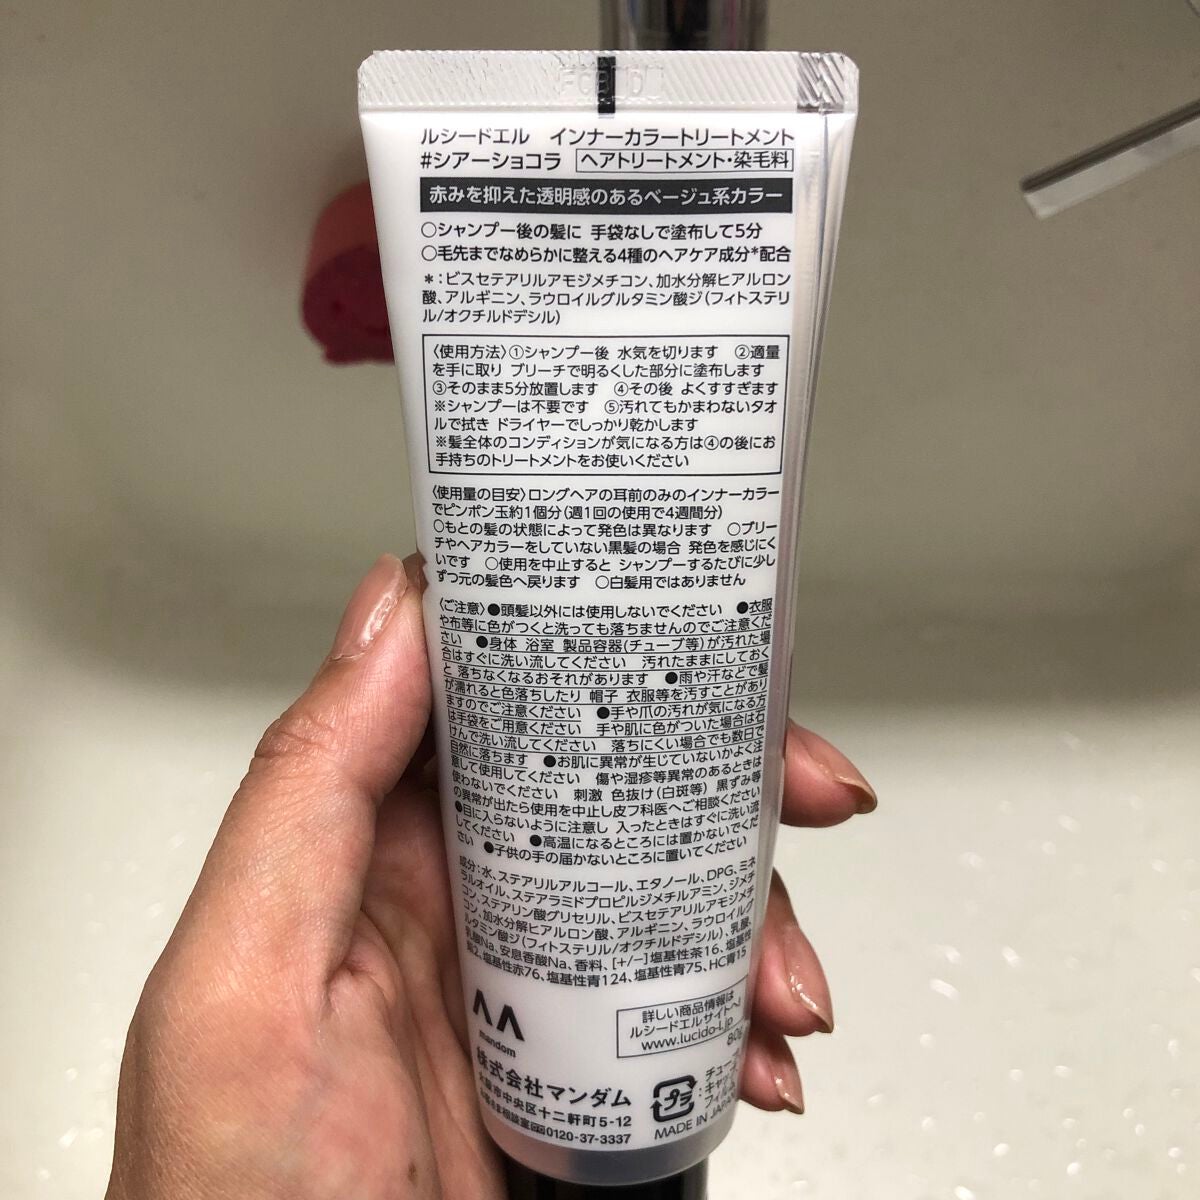 ルシードエル インナーカラートリートメント
#シアーショコラ ヘアトリートメント・染毛料
赤みを抑えた透明感のあるベージュ系カラー
○シャンプー後の髪に 手袋なしで塗布して5分
○毛先までなめらかに整える4種のヘアケア成分*配合
*:ビスセテアリルアモジメチコン、加水分解ヒアルロン
酸、アルギニン、ラウロイルグルタミン酸ジ(フィトステリ
ル/オクチルドデシル)
〈使用方法〉①シャンプー後 水気を切ります ②適量
を手に取り ブリーチで明るくした部分に塗布します
③そのまま5分放置します ④その後 よくすすぎます
※シャンプーは不要です ⑤汚れてもかまわないタオ
ルで拭き ドライヤーでしっかり乾かします
※髪全体のコンディションが気になる方は④の後にお
手持ちのトリートメントをお使いください
〈使用量の目安〉ロングヘアの耳前のみのインナーカラー
でピンポン玉約1個分(週1回の使用で4週間分)
○もとの髪の状態によって発色は異なります ○ブリー
チやヘアカラーをしていない黒髪の場合 発色を感じにく
いです ○使用を中止すると シャンプーするたびに少し
ずつ元の髪色へ戻ります ○白髪用ではありません
〈ご注意〉●頭髪以外には使用しないでください ●衣服
や布等に色がつくと洗っても落ちませんのでご注意くだ
さい ●身体 浴室 製品容器(チューブ等)が汚れた場
合はすぐに洗い流してください 汚れたままにしておく
と 落ちなくなるおそれがあります ●雨や汗などで髪
が濡れると色落ちしたり 帽子 衣服等を汚すことがあり
ますのでご注意ください ●手や爪の汚れが気になる方
は手袋をご用意ください 手や肌に色がついた場合は石
けんで洗い流してください 落ちにくい場合でも数日で
自然に落ちます ●お肌に異常が生じていないかよく注
意して使用してください 傷や湿疹等異常のあるときは
使わないでください 刺激 色抜け(白斑等) 黒ずみ等
の異常が出たら使用を中止し皮フ科医へご相談ください
●目に入らないように注意し 入ったときはすぐに洗い流
してください ●高温になるところには置かないでくだ
さい ●子供の手の届かないところに置いてください
成分:水、ステアリルアルコール、エタノール、DPG、ミネ
ラルオイル、ステアラミドプロピルジメチルアミン、ジメチ
コン、ステアリン酸グリセリル、ビスセテアリルアモジメチ
コン、加水分解ヒアルロン酸、アルギニン、ラウロイルグ
ルタミン酸ジ(フィトステリル/オクチルドデシル)、乳酸、
乳酸Na、安息香酸Na、香料、[+/−]塩基性茶16、塩基性
紫2、塩基性赤76、塩基性青124、塩基性青75、HC青15
詳しい商品情報は
ルシードエルサイトへ!
www.lucido-l.jp
80g
mandom
株式会社マンダム
大阪市中央区十二軒町5-12
お客さま相談室 0120-37-3337
プラ
チューブ
キャップ
フィルム
MADE IN JAPAN